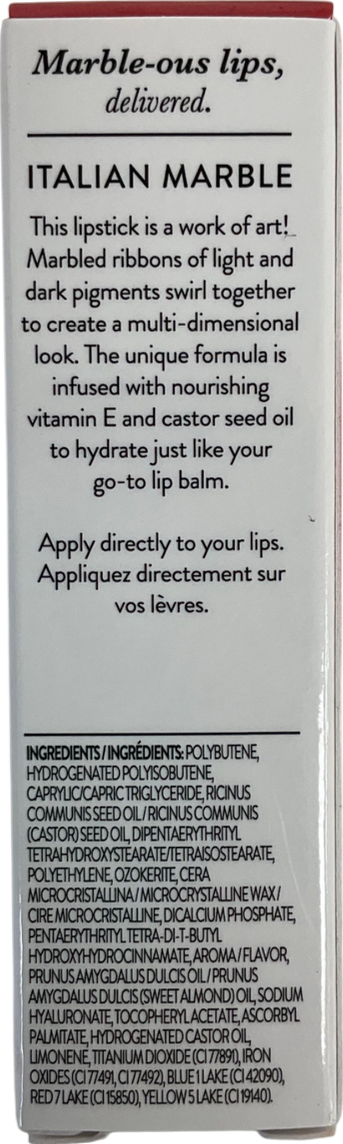 Marble-ous lips,
delivered.
ITALIAN MARBLE
This lipstick is a work of art!
Marbled ribbons of light and
dark pigments swirl together
to create a multi-dimensional
look. The unique formula is
infused with nourishing
vitamin E and castor seed oil
to hydrate just like your
go-to lip balm.
Apply directly to your lips.
Appliquez directement sur
vos lèvres.
INGREDIENTS / INGRÉDIENTS: POLYBUTENE,
HYDROGENATED POLYISOBUTENE,
CAPRYLIC/CAPRIC TRIGLYCERIDE, RICINUS
COMMUNIS SEED OIL / RICINUS COMMUNIS
(CASTOR) SEED OIL, DIPENTAERYTHRITYL
TETRAHYDROXYSTEARATE/TETRAISOSTEARATE,
POLYETHYLENE, OZOKERITE, CERA
MICROCRISTALLINA / MICROCRYSTALLINE WAX /
CIRE MICROCRISTALLINE, DICALCIUM PHOSPHATE,
PENTAERYTHRITYL TETRA-DI-T-BUTYL
HYDROXYHYDROCINNAMATE, AROMA / FLAVOR,
PRUNUS AMYGDALUS DULCIS OIL / PRUNUS
AMYGDALUS DULCIS (SWEET ALMOND) OIL, SODIUM
HYALURONATE, TOCOPHERYL ACETATE, ASCORBYL
PALMITATE, HYDROGENATED CASTOR OIL,
LIMONENE, TITANIUM DIOXIDE (CI 77891), IRON
OXIDES (CI 77491, CI 77492), BLUE 1 LAKE (CI 42090),
RED 7 LAKE (CI 15850), YELLOW 5 LAKE (CI 19140).